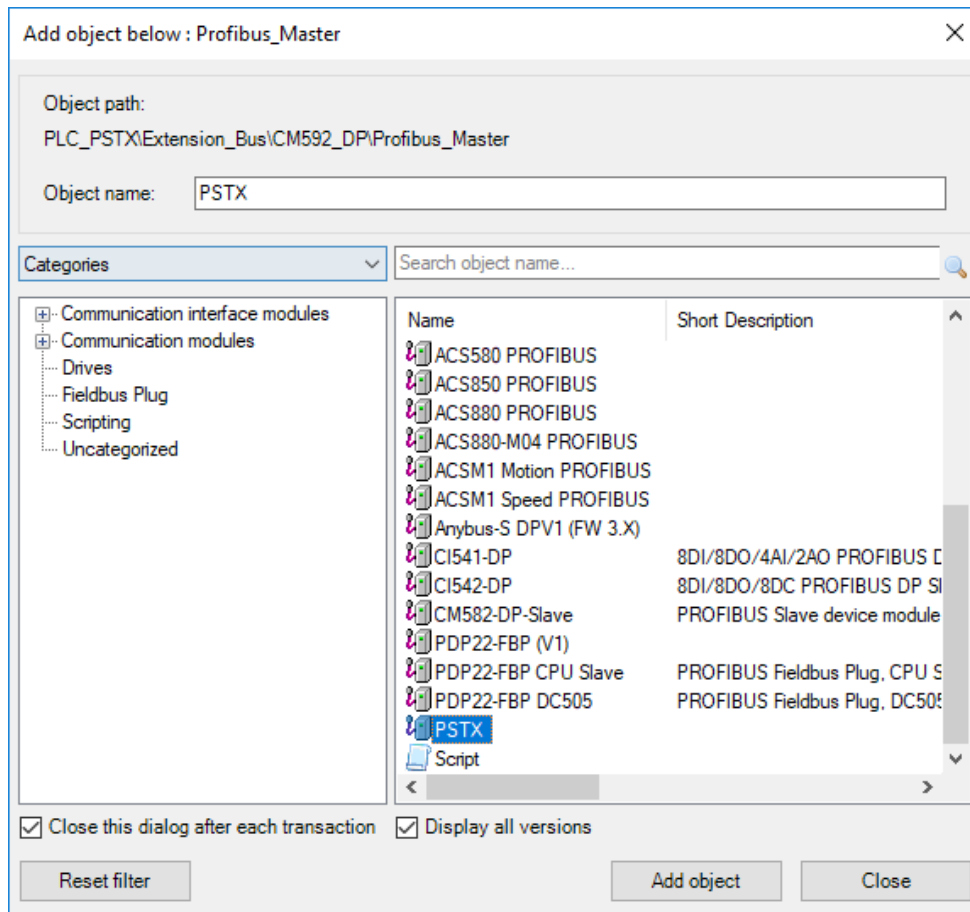 Add object below : Profibus_Master
Object path:
PLC_PSTX\Extension_Bus\CM592_DP\Profibus_Master
Object name: PSTX
Categories
Search object name...
Communication interface modules
Communication modules
Drives
Fieldbus Plug
Scripting
Uncategorized
Name Short Description
ACS580 PROFIBUS
ACS850 PROFIBUS
ACS880 PROFIBUS
ACS880-M04 PROFIBUS
ACSM1 Motion PROFIBUS
ACSM1 Speed PROFIBUS
Anybus-S DPV1 (FW 3.X)
CI541-DP 8DI/8DO/4AI/2AO PROFIBUS D
CI542-DP 8DI/8DO/8DC PROFIBUS DP Sl
CM582-DP-Slave PROFIBUS Slave device module
PDP22-FBP (V1)
PDP22-FBP CPU Slave PROFIBUS Fieldbus Plug, CPU S
PDP22-FBP DC505 PROFIBUS Fieldbus Plug, DC505
PSTX
Script
Close this dialog after each transaction Display all versions
Reset filter Add object Close